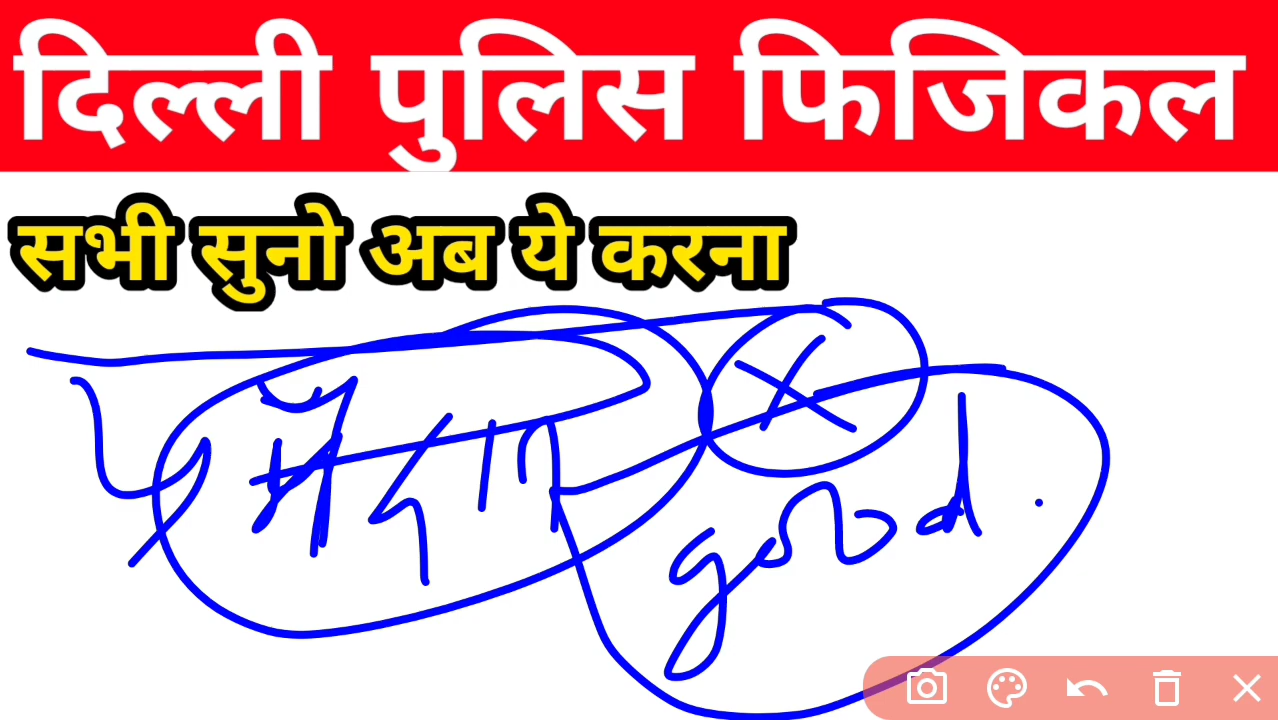 दिल्ली पुलिस फिजिकल
सभी सुनो अब ये करना
good